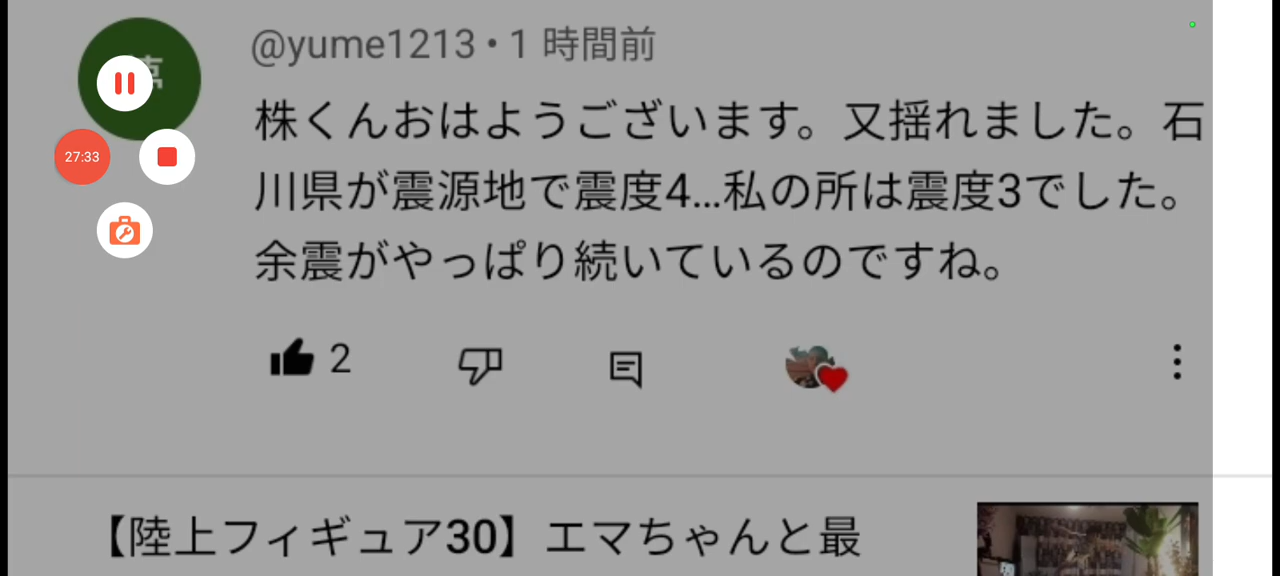 @yume1213・1 時間前
株くんおはようございます。又揺れました。石
川県が震源地で震度4...私の所は震度3でした。
余震がやっぱり続いているのですね。
27:33
2
【陸上フィギュア30】エマちゃんと最